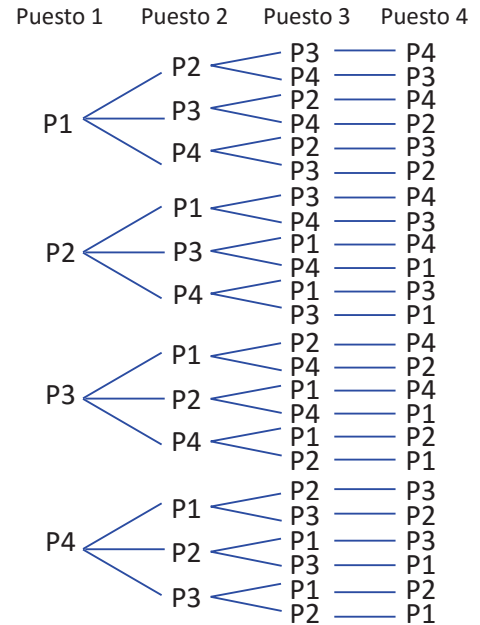 Puesto 1 Puesto 2 Puesto 3 Puesto 4
P3 P4
P2
P4 P3
P2 P4
P1 P3
P4 P2
P2 P3
P4
P3 P2
P3 P4
P1
P4 P3
P1 P4
P2 P3
P4 P1
P1 P3
P4
P3 P1
P2 P4
P1
P4 P2
P1 P4
P3 P2
P4 P1
P1 P2
P4
P2 P1
P2 P3
P1
P3 P2
P1 P3
P4 P2
P3 P1
P1 P2
P3
P2 P1